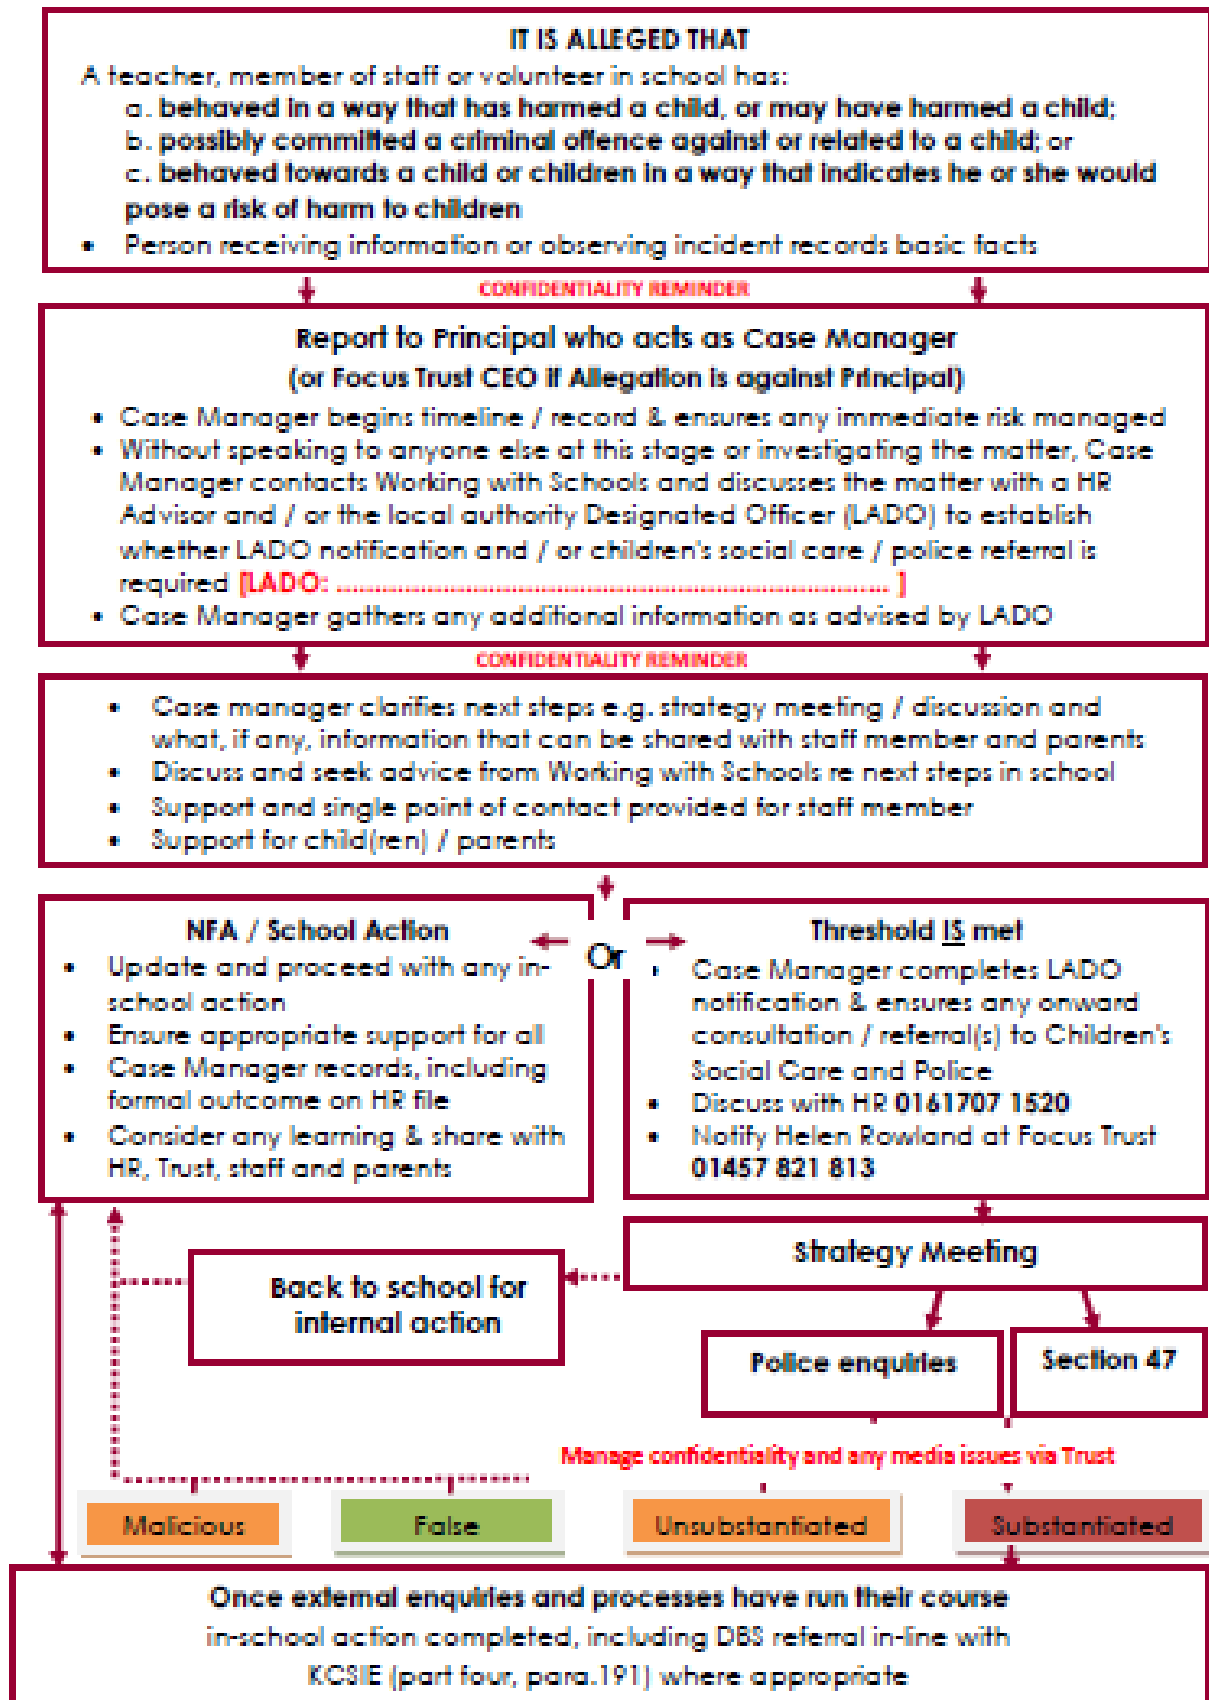 IT IS ALLEGED THAT
A teacher, member of staff or volunteer in school has:
a. behaved in a way that has harmed a child, or may have harmed a child;
b. possibly committed a criminal offence against or related to a child; or
c. behaved towards a child or children in a way that indicates he or she would
pose a risk of harm to children
• Person receiving information or observing incident records basic facts
CONFIDENTIALITY REMINDER
Report to Principal who acts as Case Manager
(or Focus Trust CEO if Allegation is against Principal)
• Case Manager begins timeline / record & ensures any immediate risk managed
• Without speaking to anyone else at this stage or investigating the matter, Case
Manager contacts Working with Schools and discusses the matter with a HR
Advisor and / or the local authority Designated Officer (LADO) to establish
whether LADO notification and / or children's social care / police referral is
required [LADO: ........................................................................ ]
• Case Manager gathers any additional information as advised by LADO
CONFIDENTIALITY REMINDER
• Case manager clarifies next steps e.g. strategy meeting / discussion and
what, if any, information that can be shared with staff member and parents
• Discuss and seek advice from Working with Schools re next steps in school
• Support and single point of contact provided for staff member
• Support for child(ren) / parents
NFA / School Action
• Update and proceed with any in-
school action
• Ensure appropriate support for all
• Case Manager records, including
formal outcome on HR file
• Consider any learning & share with
HR, Trust, staff and parents
Or
Threshold IS met
• Case Manager completes LADO
notification & ensures any onward
consultation / referral(s) to Children's
Social Care and Police
• Discuss with HR 0161707 1520
• Notify Helen Rowland at Focus Trust
01457 821 813
Strategy Meeting
Back to school for
internal action
Police enquiries
Section 47
Manage confidentiality and any media issues via Trust
Malicious
False
Unsubstantiated
Substantiated
Once external enquiries and processes have run their course
in-school action completed, including DBS referral in-line with
KCSIE (part four, para.191) where appropriate